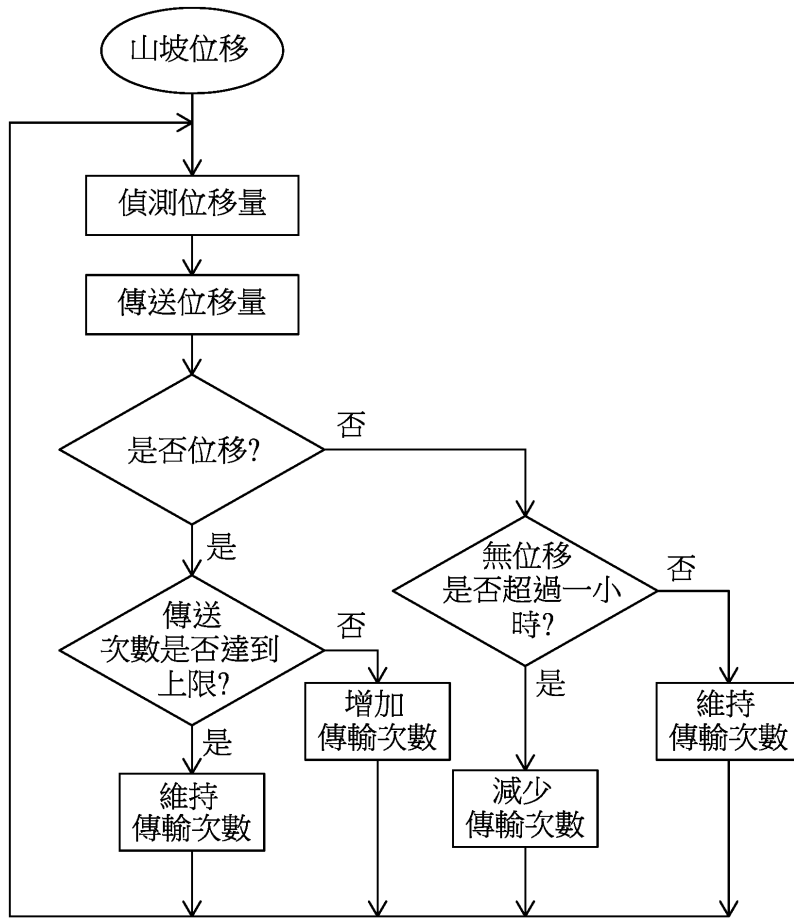 山坡位移
偵測位移量
傳送位移量
是否位移?
否
是
無位移
是否超過一小
時?
否
是
傳送
次數是否達到
上限?
否
是
增加
傳輸次數
維持
傳輸次數
維持
傳輸次數
減少
傳輸次數